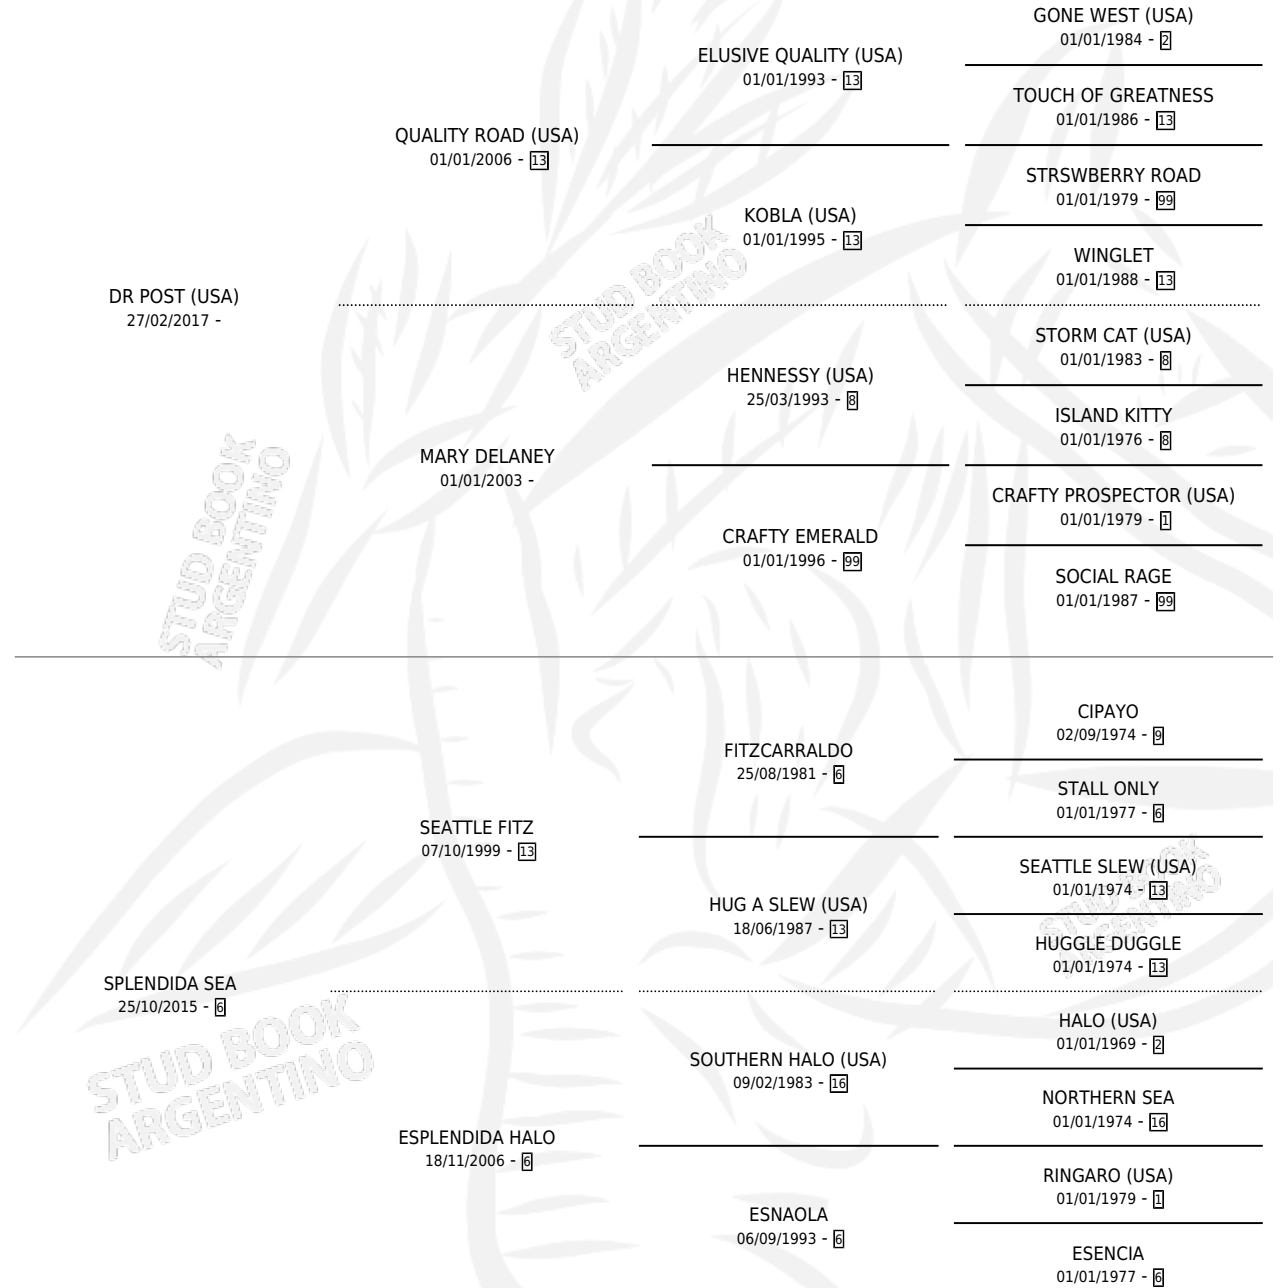 GONE WEST (USA)
01/01/1984 - 2
ELUSIVE QUALITY (USA)
01/01/1993 - 13
TOUCH OF GREATNESS
01/01/1986 - 13
QUALITY ROAD (USA)
01/01/2006 - 13
STRSWBERRY ROAD
01/01/1979 - 99
KOBLA (USA)
01/01/1995 - 13
WINGLET
01/01/1988 - 13
DR POST (USA)
27/02/2017 -
STORM CAT (USA)
01/01/1983 - 8
HENNESSY (USA)
25/03/1993 - 8
ISLAND KITTY
01/01/1976 - 8
MARY DELANEY
01/01/2003 -
CRAFTY PROSPECTOR (USA)
01/01/1979 - 1
CRAFTY EMERALD
01/01/1996 - 99
SOCIAL RAGE
01/01/1987 - 99
CIPAYO
02/09/1974 - 9
FITZCARRALDO
25/08/1981 - 6
STALL ONLY
01/01/1977 - 6
SEATTLE FITZ
07/10/1999 - 13
SEATTLE SLEW (USA)
01/01/1974 - 13
HUG A SLEW (USA)
18/06/1987 - 13
HUGGLE DUGGLE
01/01/1974 - 13
SPLENDIDA SEA
25/10/2015 - 6
HALO (USA)
01/01/1969 - 2
SOUTHERN HALO (USA)
09/02/1983 - 16
NORTHERN SEA
01/01/1974 - 16
ESPLENDIDA HALO
18/11/2006 - 6
RINGARO (USA)
01/01/1979 - 1
ESNAOLA
06/09/1993 - 6
ESENCIA
01/01/1977 - 6
STUD BOOK
ARGENTINO
STUD BOOK
ARGENTINO
STUD BOOK
ARGENTINO
STUD BOOK
ARGENTINO